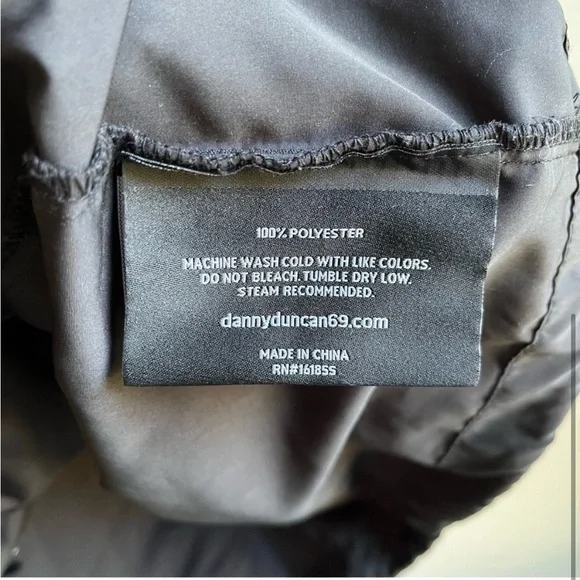 100% POLYESTER
MACHINE WASH COLD WITH LIKE COLORS.
DO NOT BLEACH. TUMBLE DRY LOW.
STEAM RECOMMENDED.
dannyduncan69.com
MADE IN CHINA
RN#161855